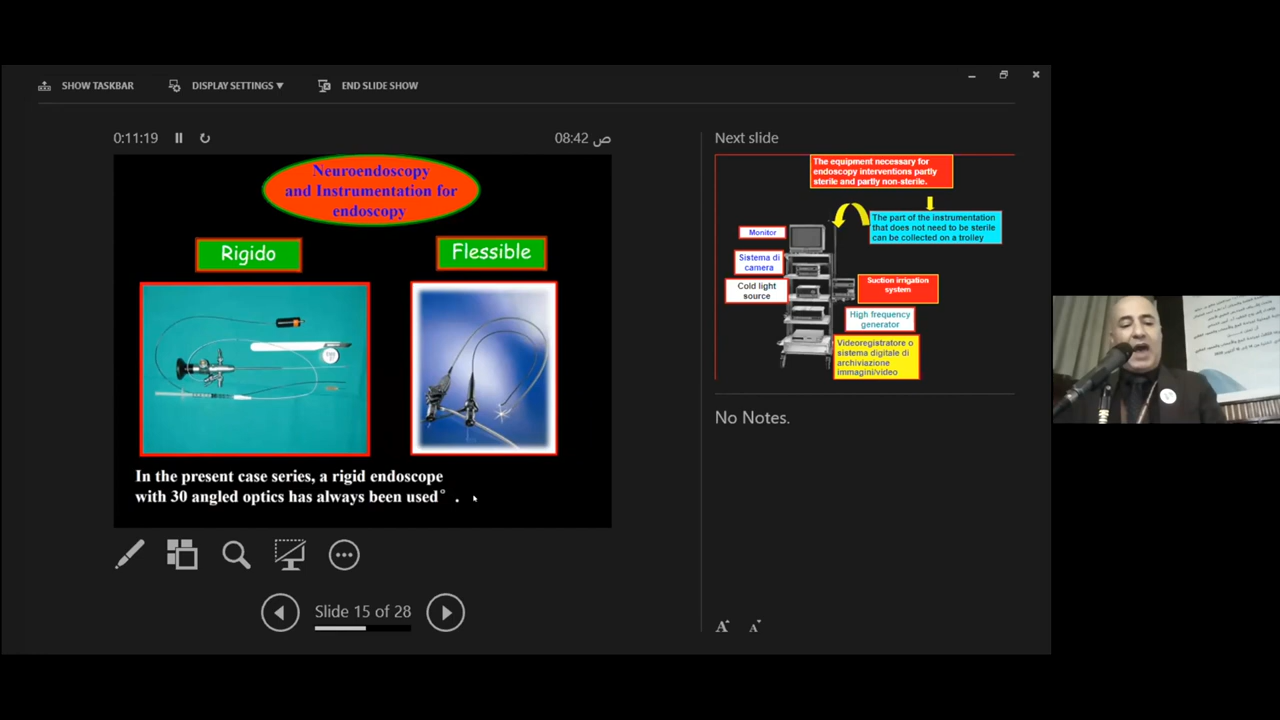 SHOW TASKBAR
DISPLAY SETTINGS ▼
END SLIDE SHOW
0:11:19
08:42 ص
Neuroendoscopy
and Instrumentation for
endoscopy
Rigido
Flessibile
In the present case series, a rigid endoscope
with 30 angled optics has always been used° .
Slide 15 of 28
Next slide
The equipment necessary for
endoscopy interventions partly
sterile and partly non-sterile.
The part of the instrumentation
that does not need to be sterile
can be collected on a trolley
Monitor
Sistema di
camera
Cold light
source
Suction irrigation
system
High frequency
generator
Videoregistratore o
sistema digitale di
archiviazione
immagini/video
No Notes.
A
A